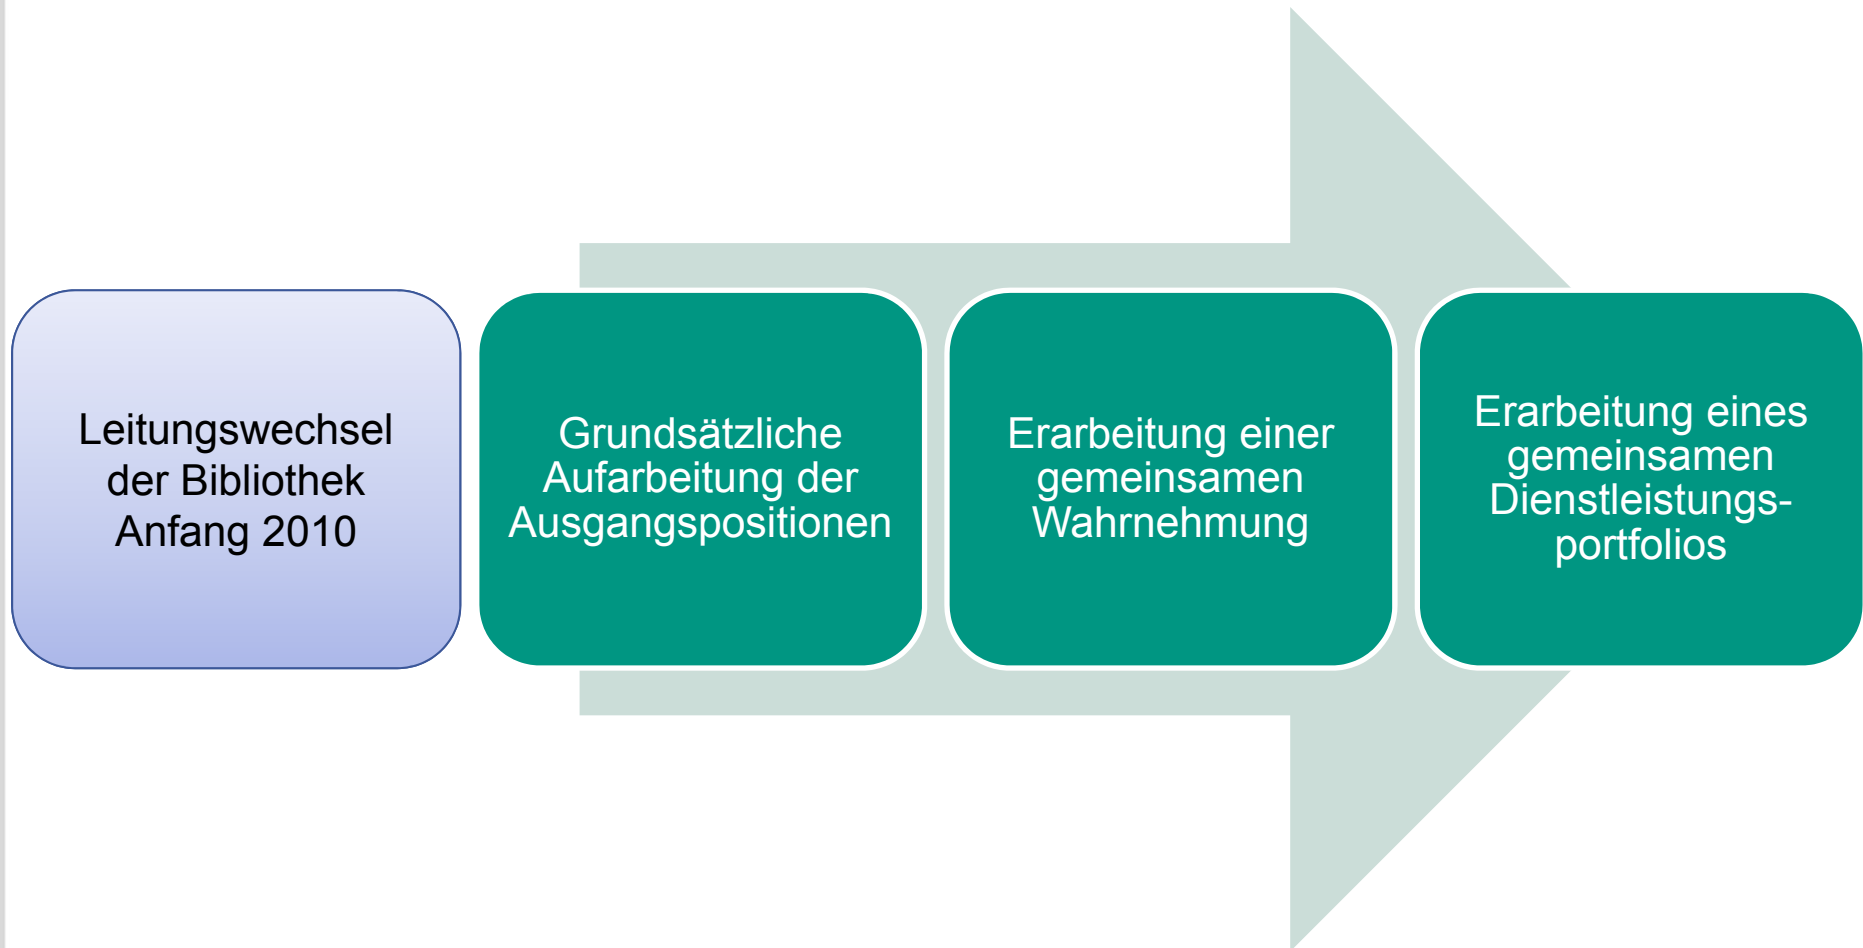 Leitungswechsel
der Bibliothek
Anfang 2010
Grundsätzliche
Aufarbeitung der
Ausgangspositionen
Erarbeitung einer
gemeinsamen
Wahrnehmung
Erarbeitung eines
gemeinsamen
Dienstleistungs-
portfolios